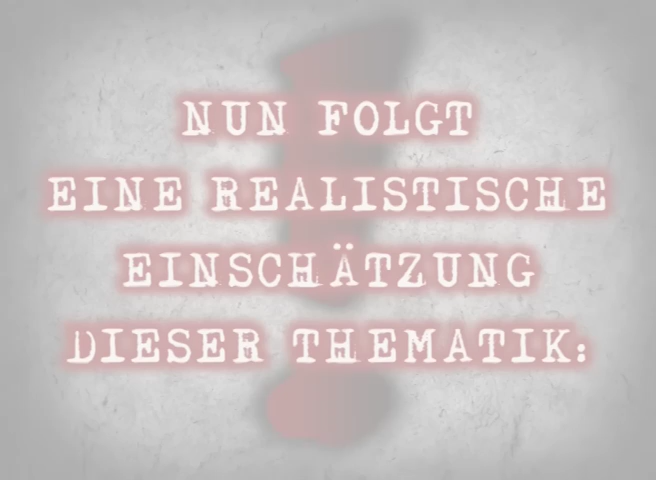 NUN FOLGT
EINE REALISTISCHE
EINSCHÄTZUNG
DIESER THEMATIK: